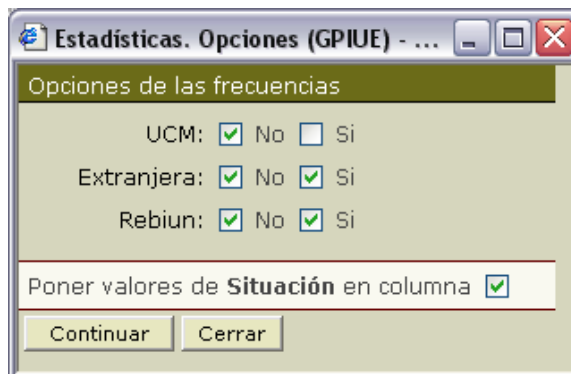 Estadísticas. Opciones (GPIUE) - ...
Opciones de las frecuencias
UCM: No Si
Extranjera: No Si
Rebiun: No Si
Poner valores de Situación en columna
Continuar Cerrar